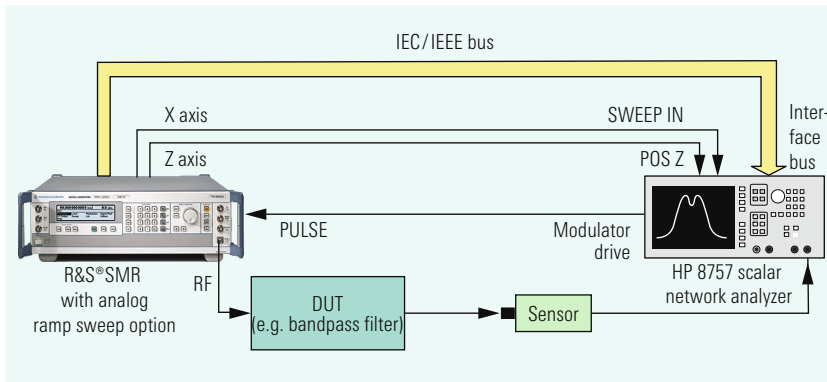 IEC/IEEE bus
X axis
SWEEP IN
Inter-
face
bus
Z axis
POS Z
PULSE
Modulator
drive
R&S®SMR
with analog
ramp sweep option
RF
HP 8757 scalar
network analyzer
DUT
(e.g. bandpass filter)
Sensor